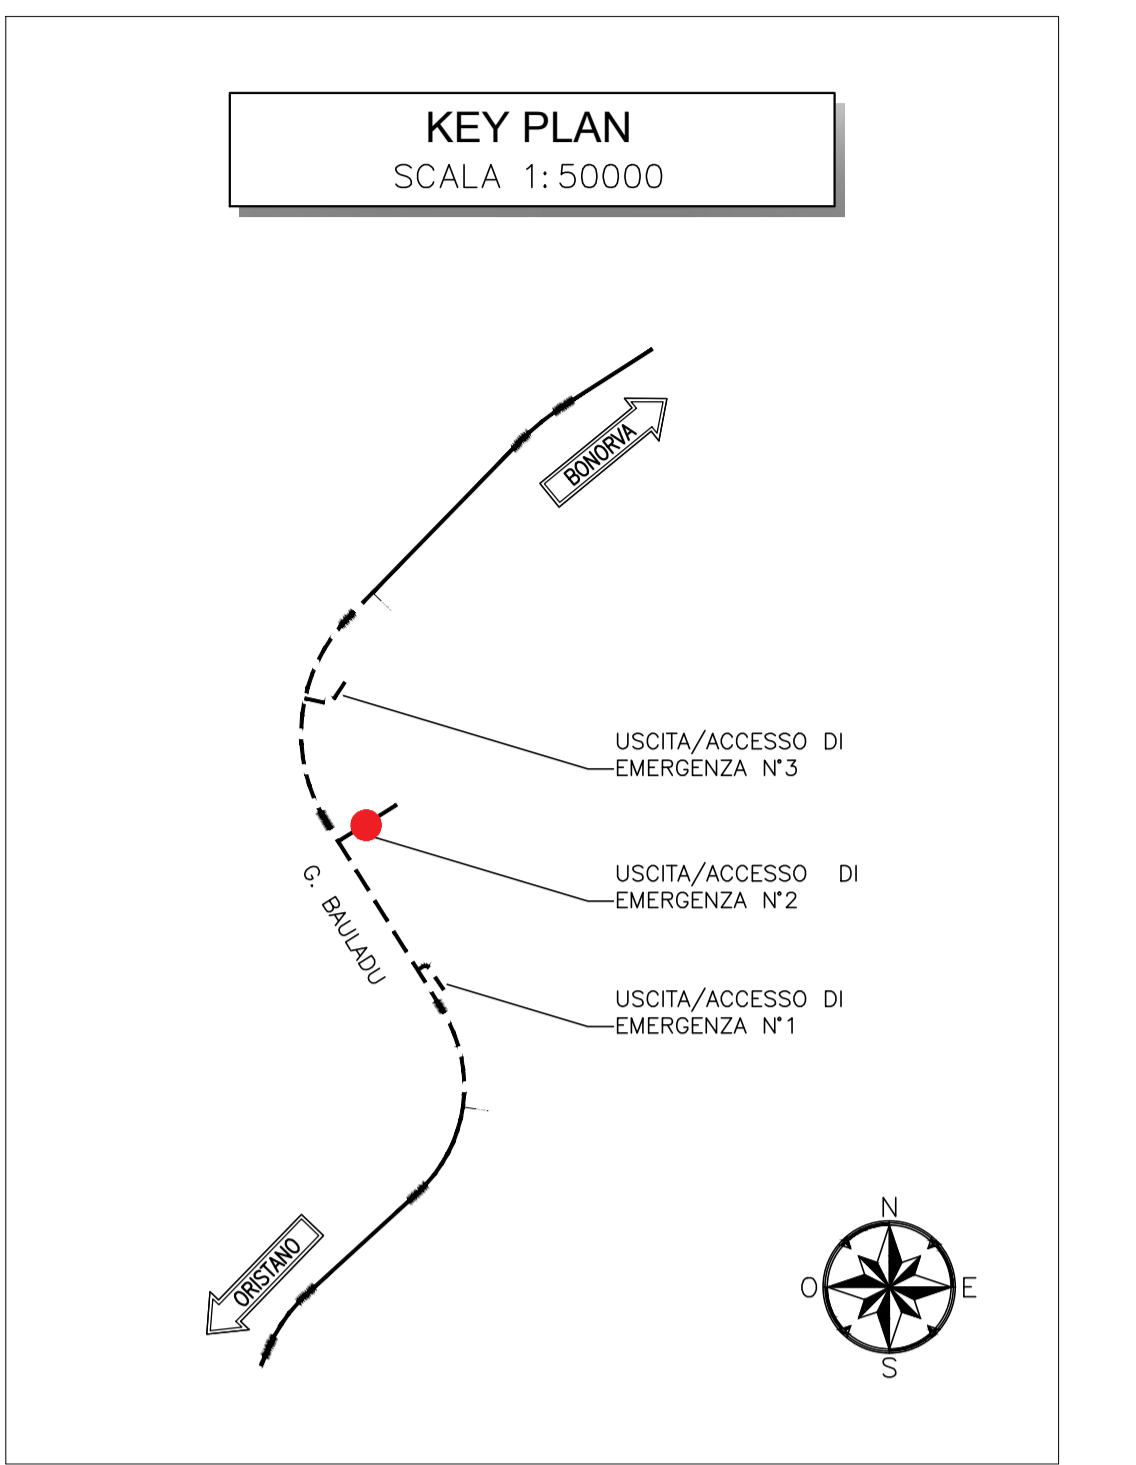 KEY PLAN
SCALA 1:50000
BONORVA
USCITA/ACCESSO DI
EMERGENZA N°3
USCITA/ACCESSO DI
EMERGENZA N°2
G. BAULADU
USCITA/ACCESSO DI
EMERGENZA N°1
ORISTANO
N
O
E
S